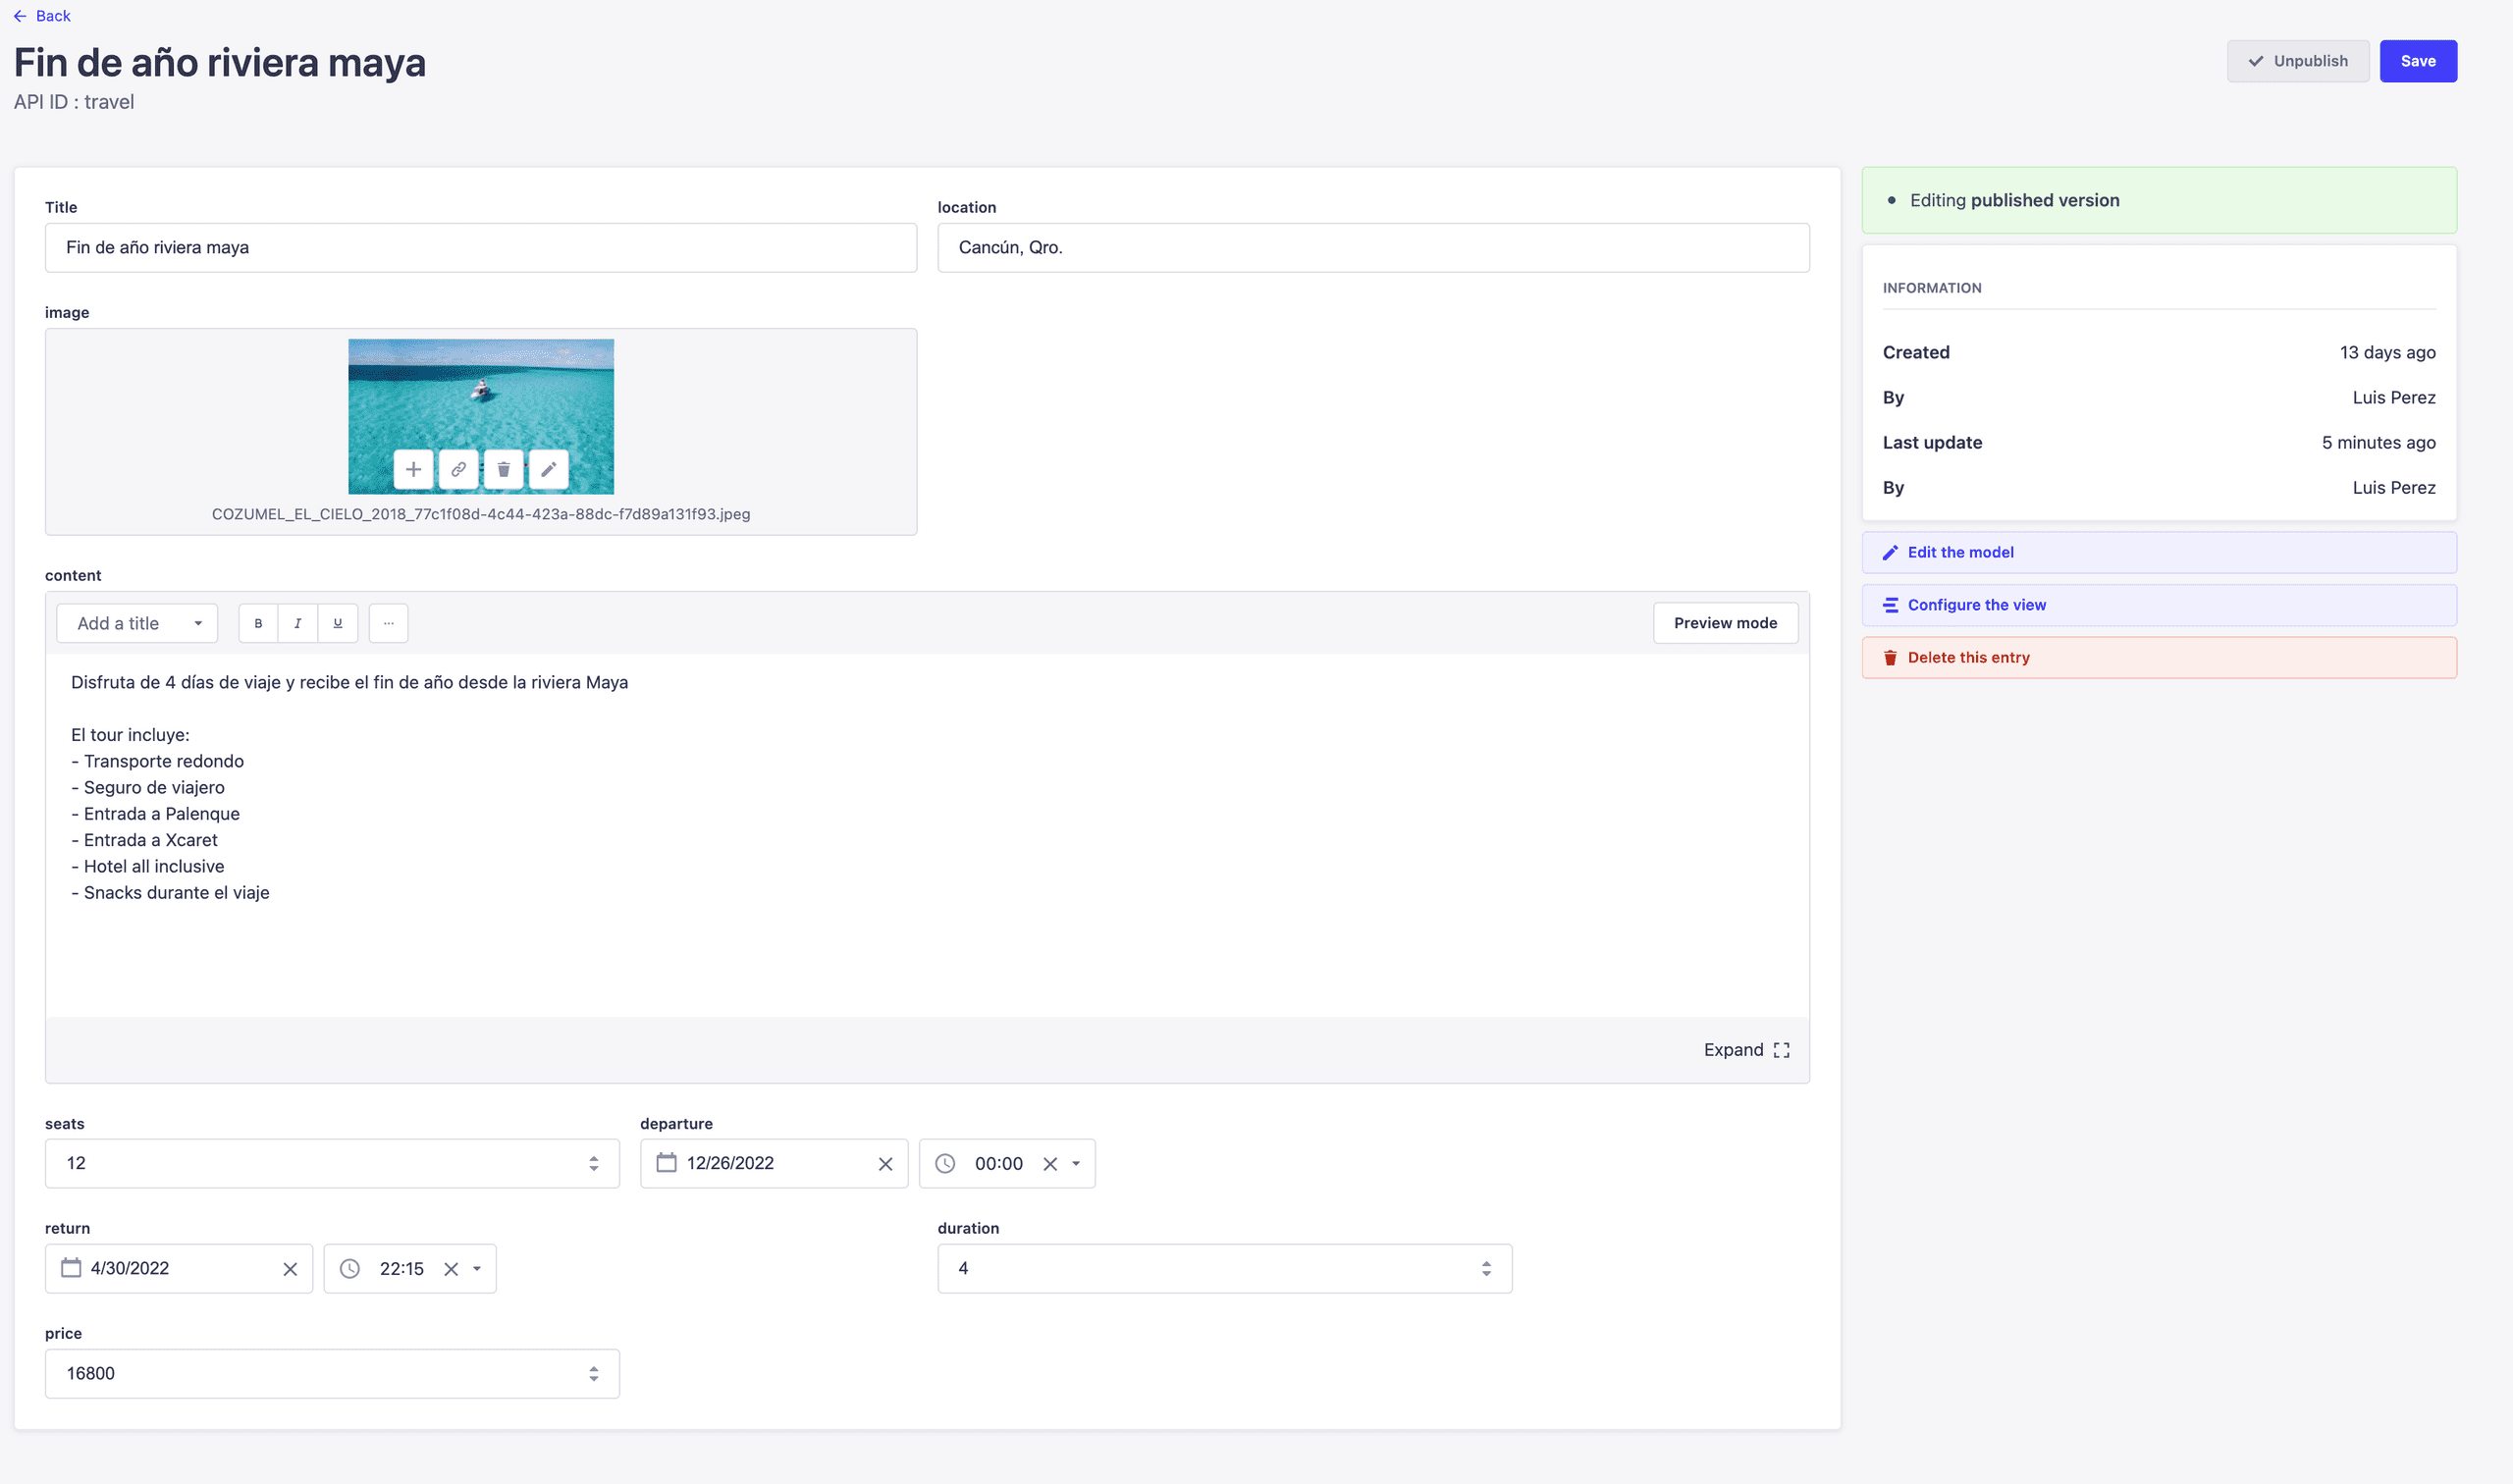 Back
Fin de año riviera maya
API ID : travel
Unpublish
Save
Title
Fin de año riviera maya
location
Cancún, Qro.
image
COZUMEL_EL_CIELO_2018_77c1f08d-4c44-423a-88dc-f7d89a131f93.jpeg
content
Add a title
B I U ...
Preview mode
Disfruta de 4 días de viaje y recibe el fin de año desde la riviera Maya
El tour incluye:
- Transporte redondo
- Seguro de viajero
- Entrada a Palenque
- Entrada a Xcaret
- Hotel all inclusive
- Snacks durante el viaje
Expand
seats
12
departure
12/26/2022
00:00
return
4/30/2022
22:15
duration
4
price
16800
Editing published version
INFORMATION
Created 13 days ago
By Luis Perez
Last update 5 minutes ago
By Luis Perez
Edit the model
Configure the view
Delete this entry